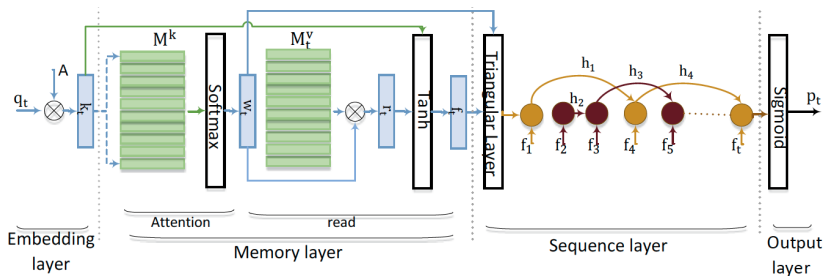 A
q_t
k_t
M^k
Softmax
w_t
M_t^v
r_t
Tanh
f_t
Triangular Layer
h_1
h_2
h_3
h_4
f_1
f_2
f_3
f_4
f_5
f_t
Sigmoid
p_t
Attention
read
Embedding
layer
Memory layer
Sequence layer
Output
layer